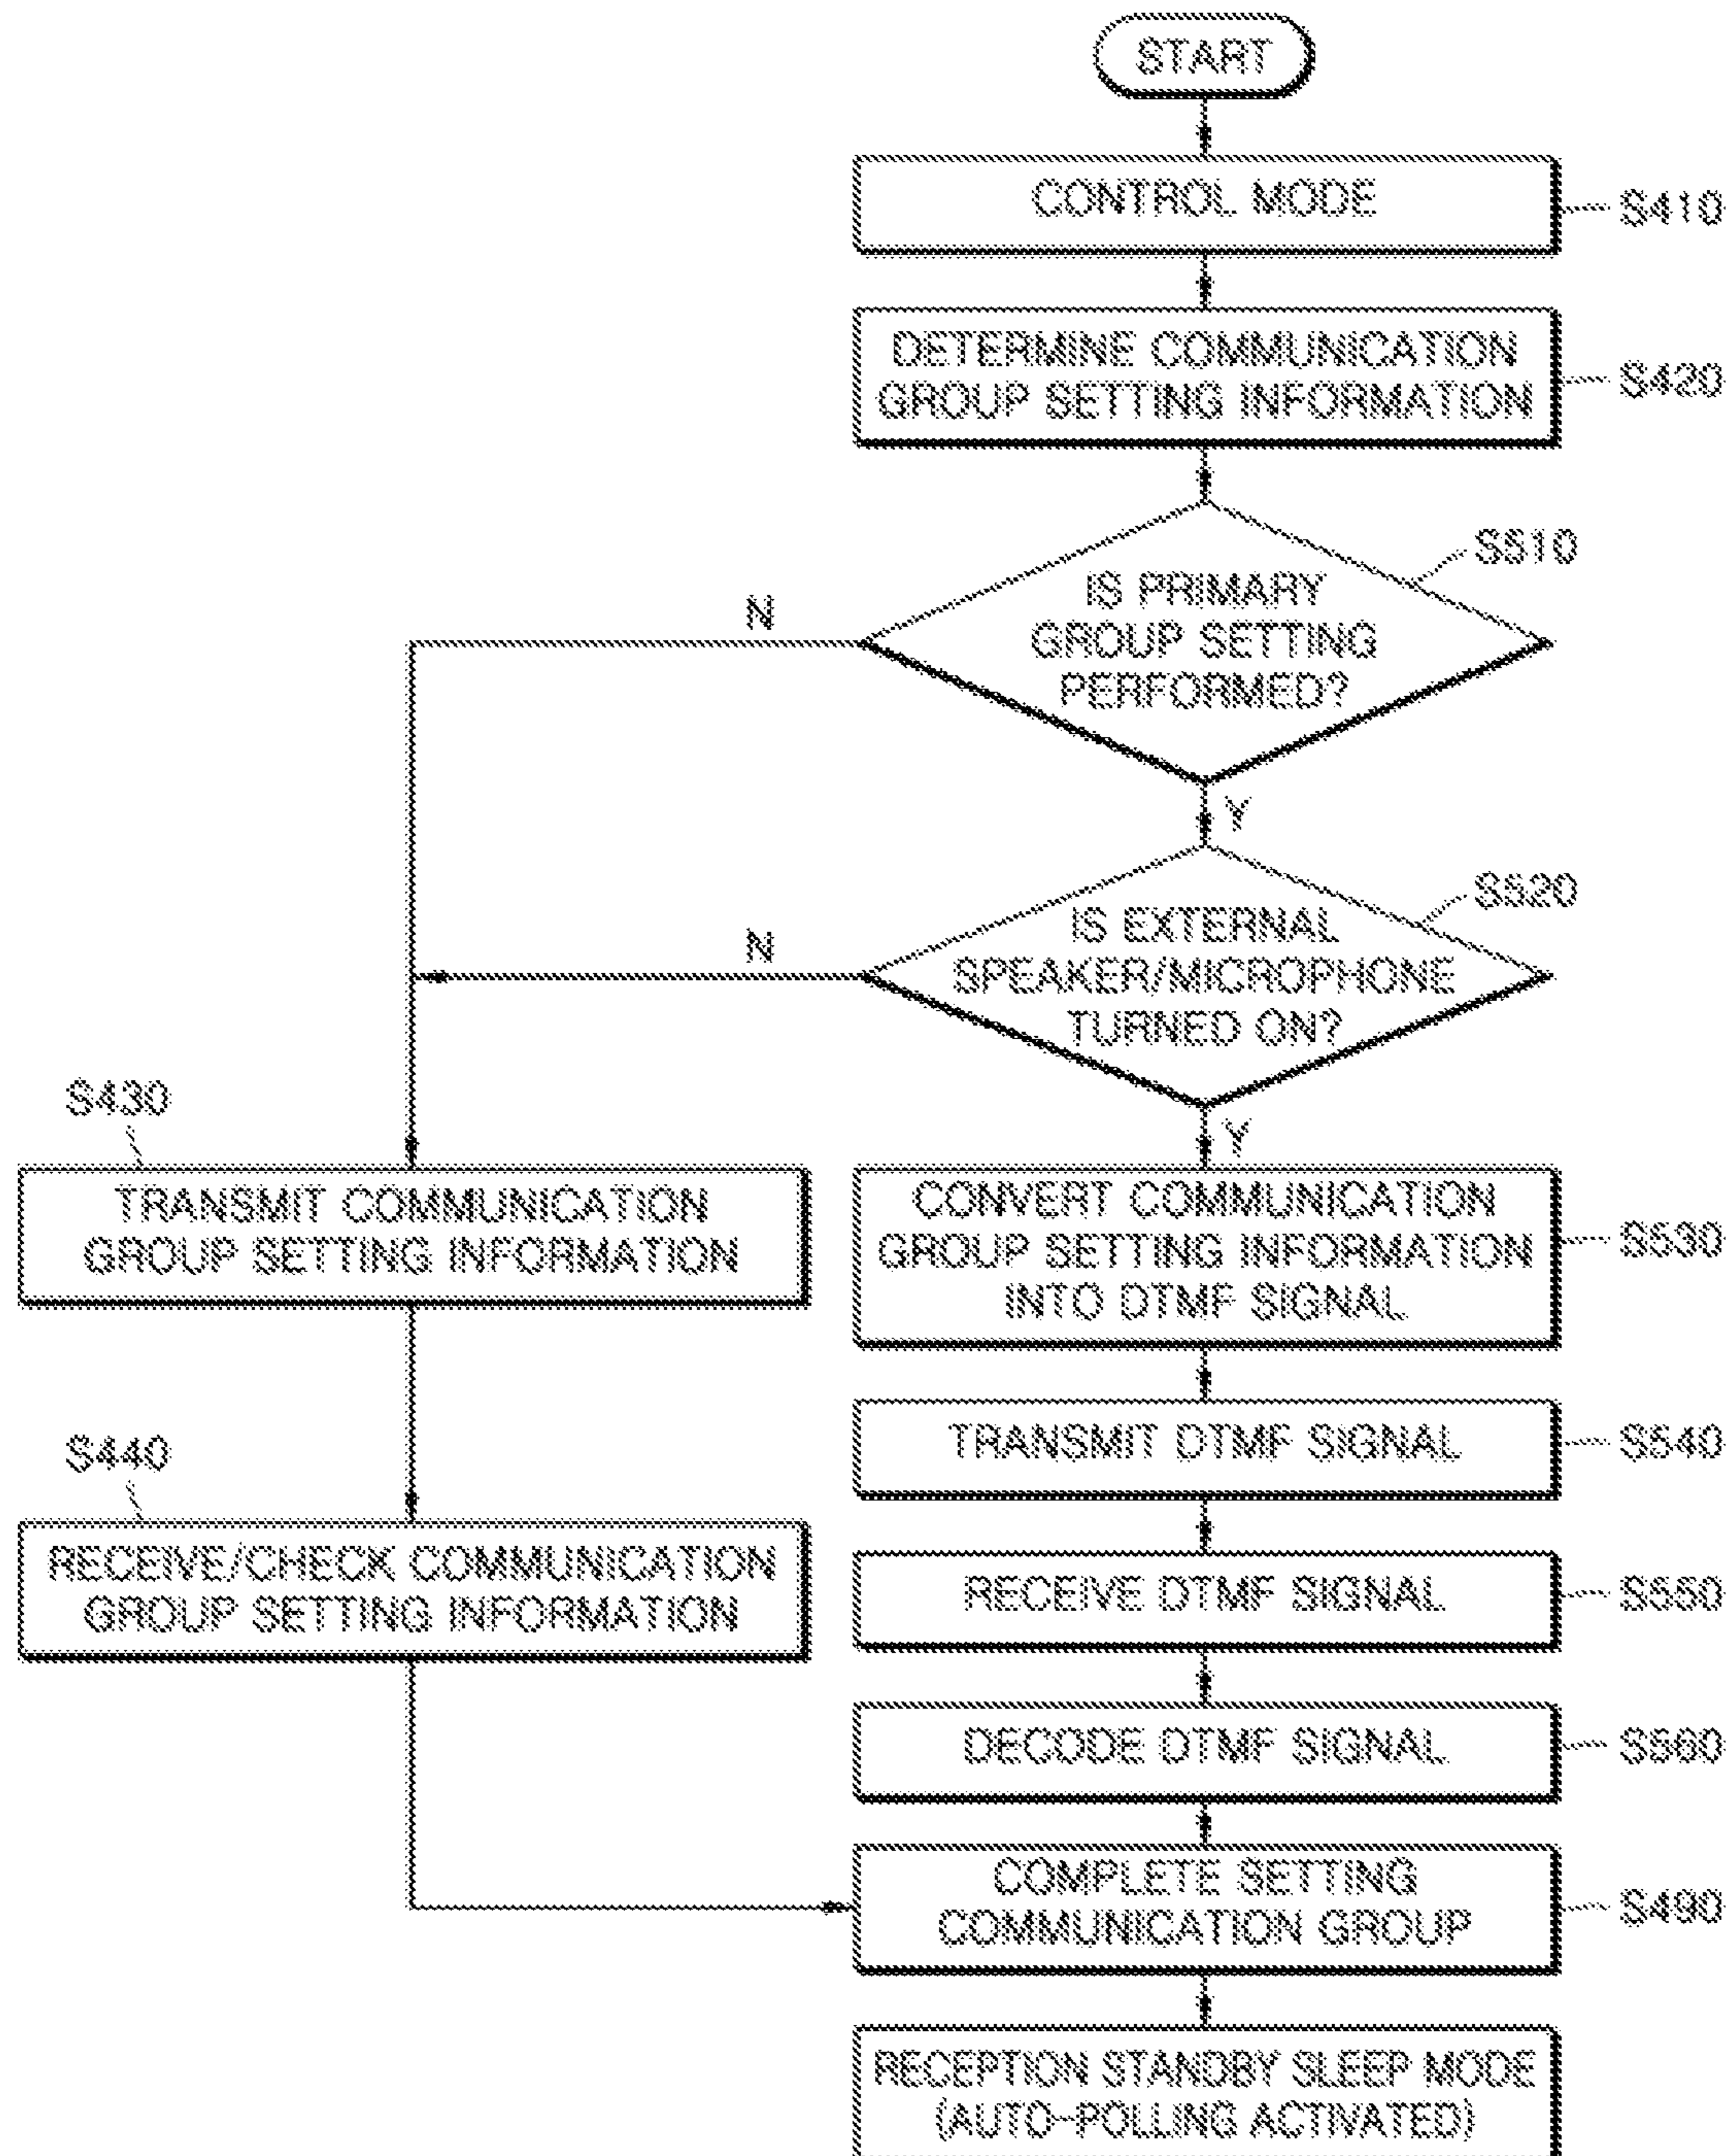 START
CONTROL MODE
S410
DETERMINE COMMUNICATION
GROUP SETTING INFORMATION
S420
IS PRIMARY
GROUP SETTING
PERFORMED?
S510
N
Y
IS EXTERNAL
SPEAKER/MICROPHONE
TURNED ON?
S520
N
Y
S430
TRANSMIT COMMUNICATION
GROUP SETTING INFORMATION
CONVERT COMMUNICATION
GROUP SETTING INFORMATION
INTO DTMF SIGNAL
S530
TRANSMIT DTMF SIGNAL
S540
S440
RECEIVE/CHECK COMMUNICATION
GROUP SETTING INFORMATION
RECEIVE DTMF SIGNAL
S550
DECODE DTMF SIGNAL
S560
COMPLETE SETTING
COMMUNICATION GROUP
S490
RECEPTION STANDBY SLEEP MODE
(AUTO-POLLING ACTIVATED)